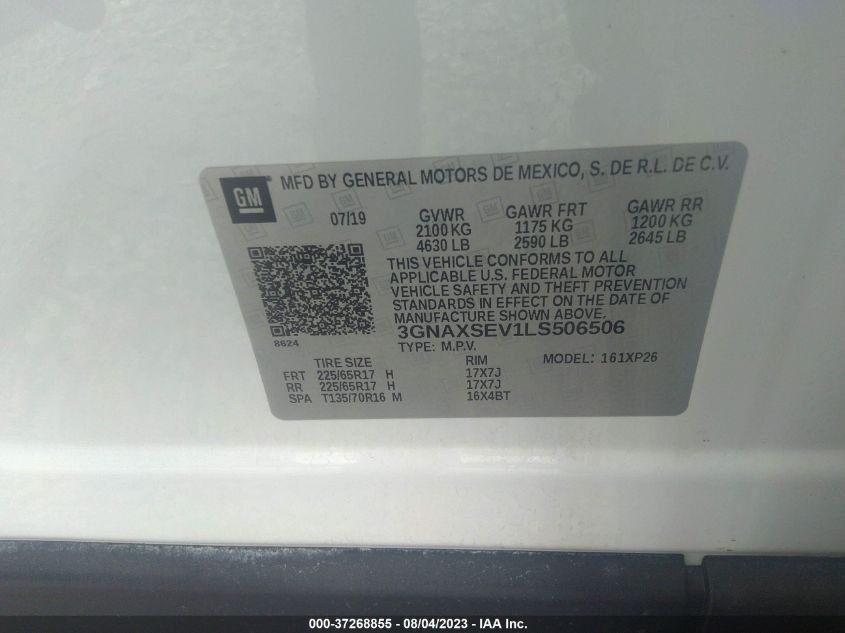 GM MFD BY GENERAL MOTORS DE MEXICO, S. DE R.L. DE C.V.
07/19 GVWR GAWR FRT GAWR RR
2100 KG 1175 KG 1200 KG
4630 LB 2590 LB 2645 LB
THIS VEHICLE CONFORMS TO ALL
APPLICABLE U.S. FEDERAL MOTOR
VEHICLE SAFETY AND THEFT PREVENTION
STANDARDS IN EFFECT ON THE DATE OF
MANUFACTURE SHOWN ABOVE.
3GNAXSEV1LS506506
8624 TYPE: M.P.V.
TIRE SIZE RIM MODEL: 161XP26
FRT 225/65R17 H 17X7J
RR 225/65R17 H 17X7J
SPA T135/70R16 M 16X4BT
000-37268855 - 08/04/2023 - IAA Inc.